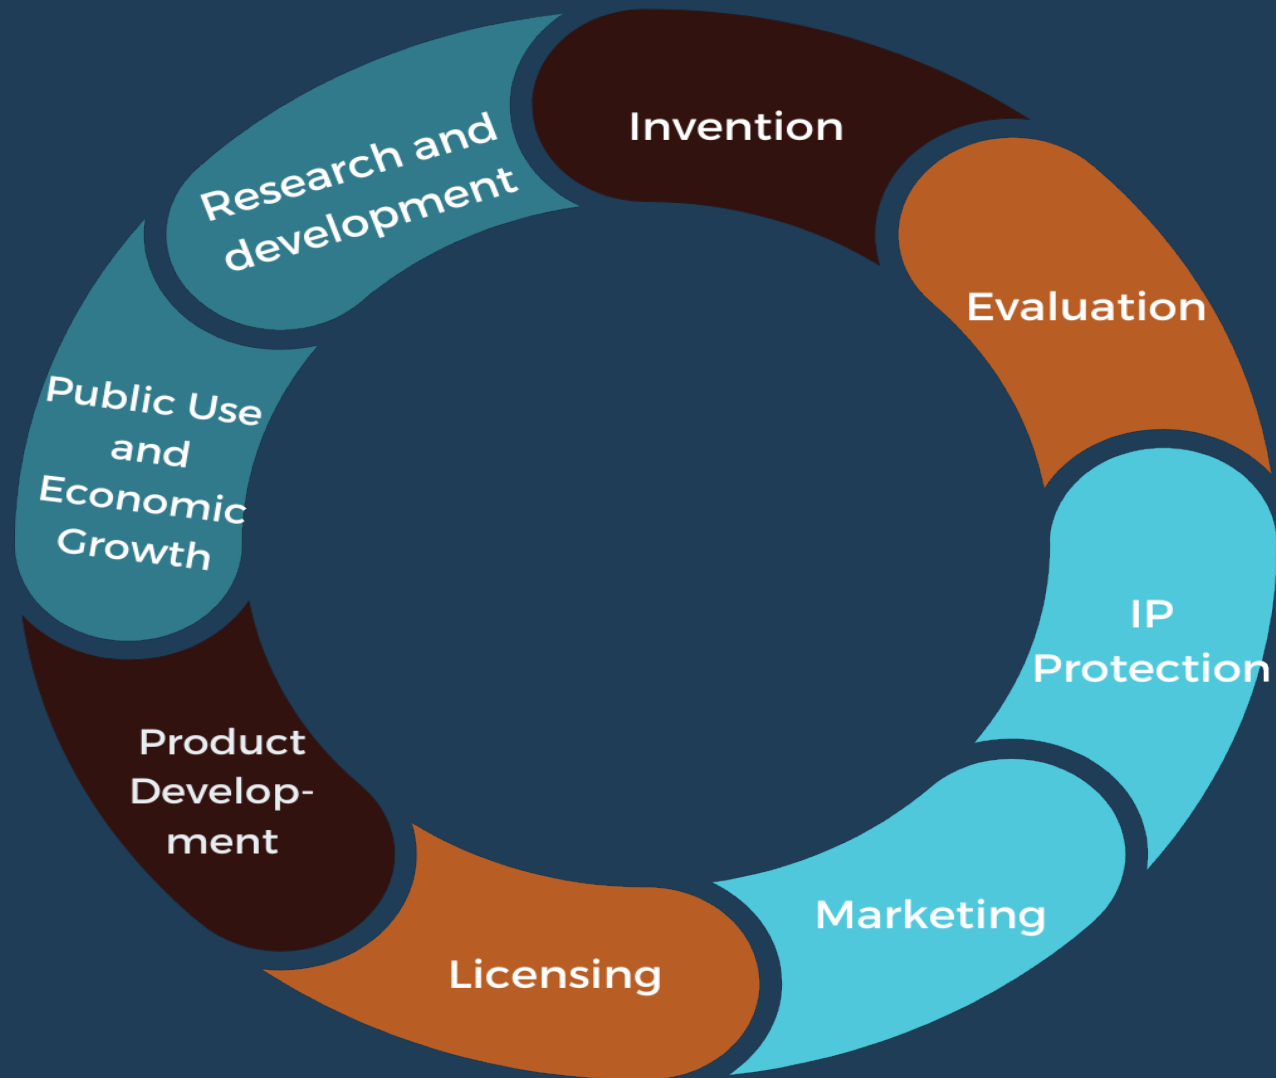 Invention
Evaluation
IP
Protection
Marketing
Licensing
Product
Develop-
ment
Public Use
and
Economic
Growth
Research and
development